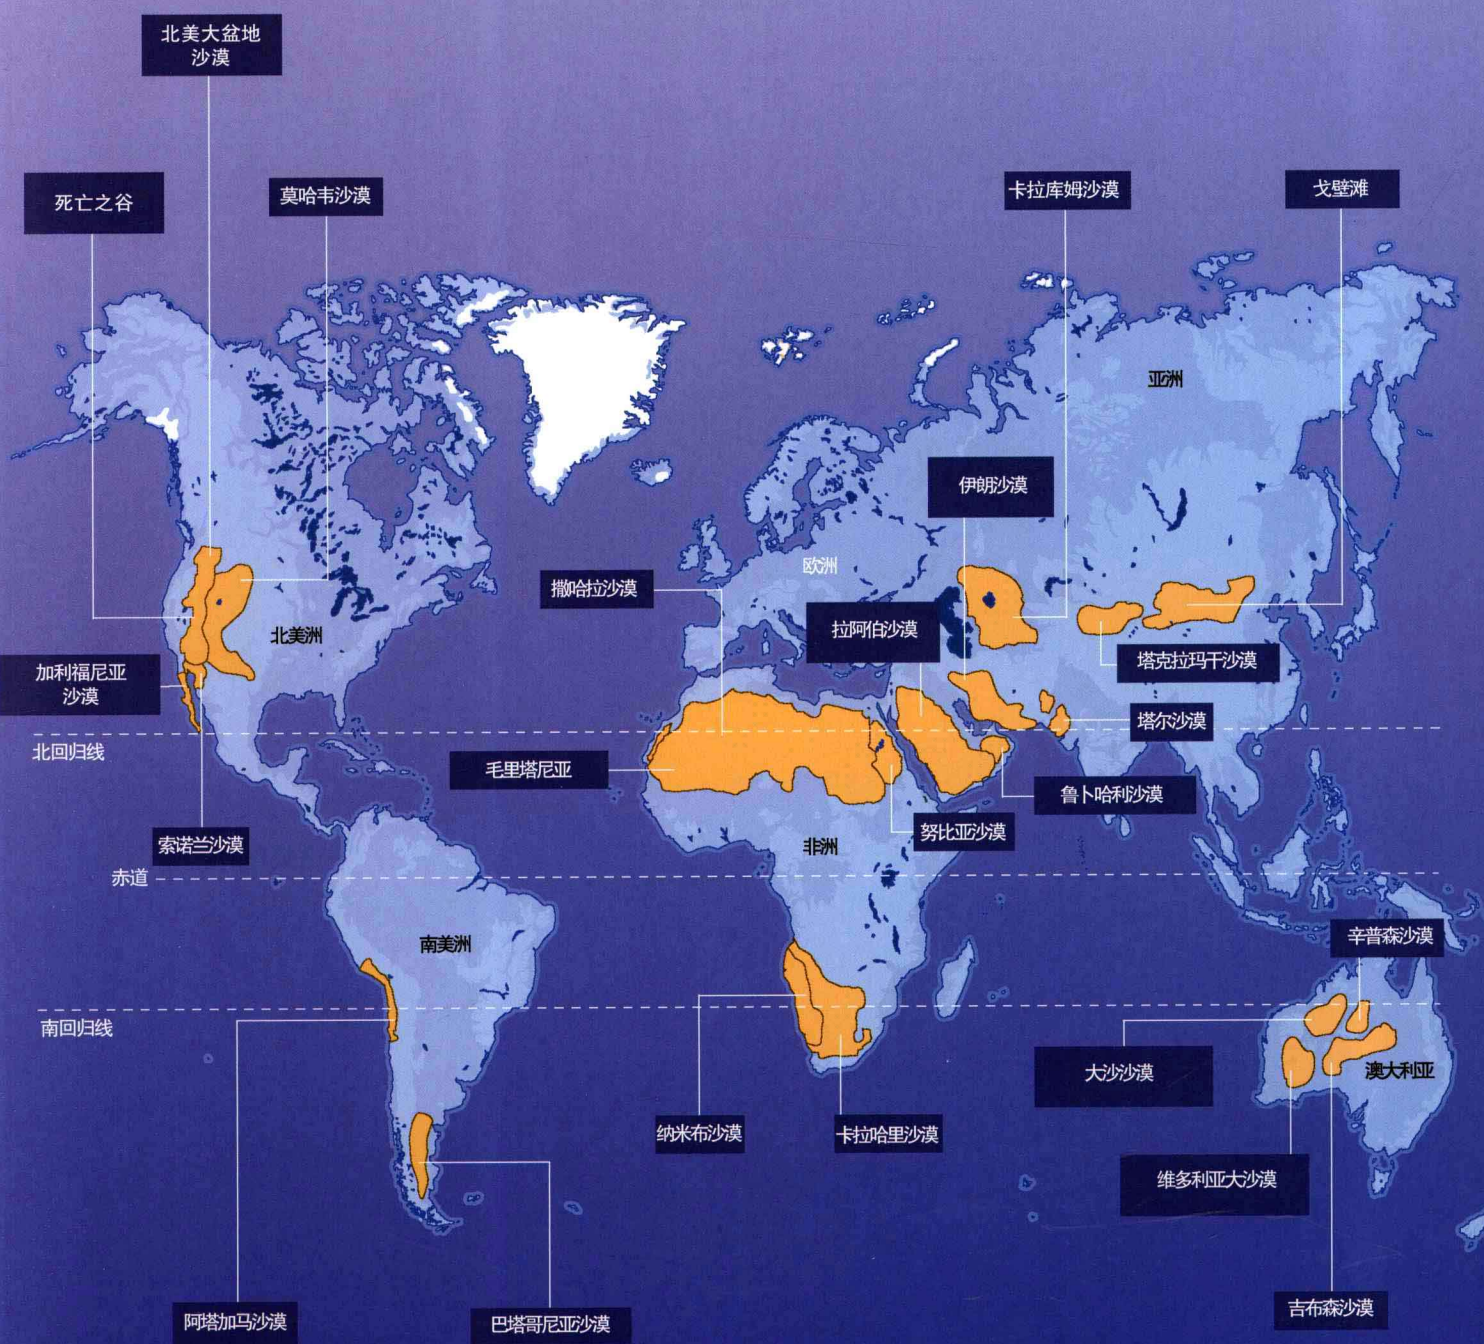 北美大盆地
沙漠
死亡之谷
莫哈韦沙漠
卡拉库姆沙漠
戈壁滩
亚洲
伊朗沙漠
欧洲
撒哈拉沙漠
拉阿伯沙漠
北美洲
塔克拉玛干沙漠
加利福尼亚
沙漠
塔尔沙漠
北回归线
毛里塔尼亚
鲁卜哈利沙漠
努比亚沙漠
索诺兰沙漠
非洲
赤道
南美洲
辛普森沙漠
南回归线
大沙沙漠
澳大利亚
纳米布沙漠
卡拉哈里沙漠
维多利亚大沙漠
阿塔加马沙漠
巴塔哥尼亚沙漠
吉布森沙漠